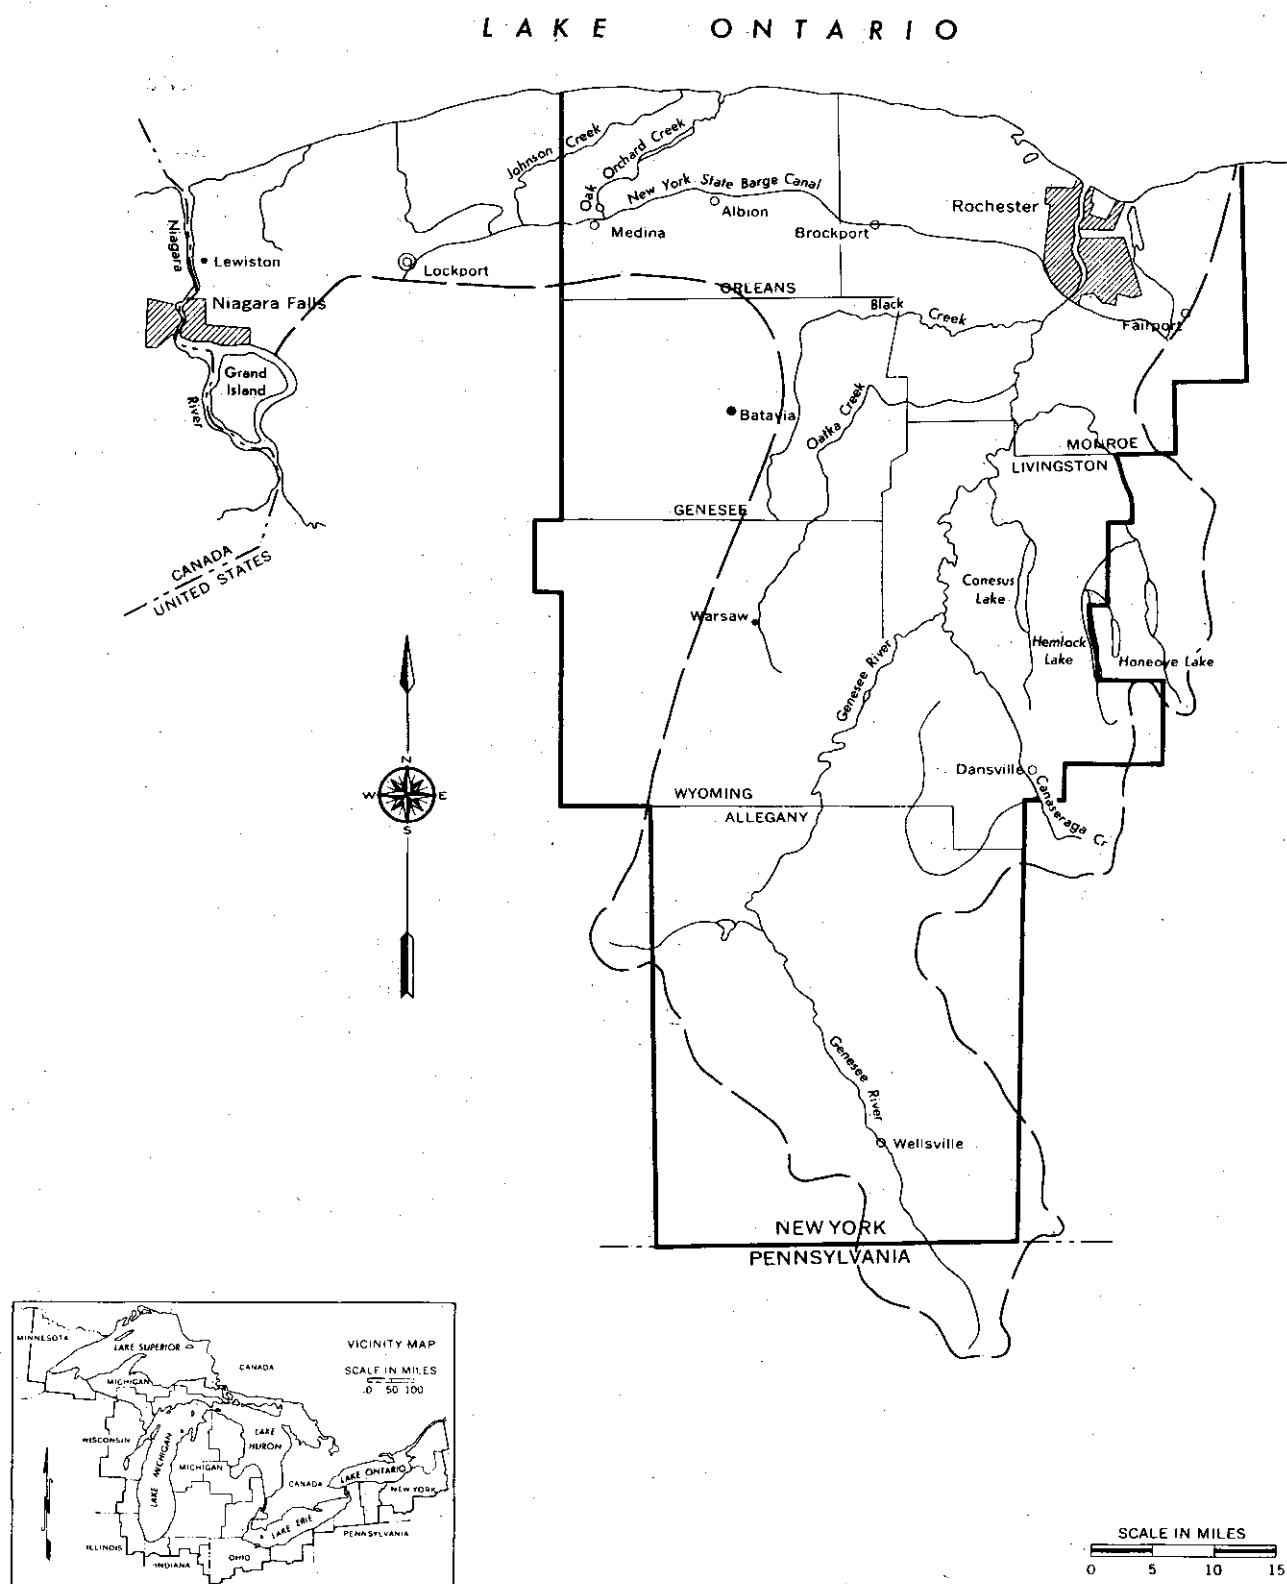 LAKE ONTARIO
Johnson Creek
Oak Orchard Creek
New York State Barge Canal
Albion
Medina
Brockport
Rochester
Niagara
Lewiston
Lockport
Niagara Falls
ORLEANS
Black Creek
Fairport
Grand
Island
River
Batavia
Oatka Creek
MONROE
LIVINGSTON
GENESEE
CANADA
UNITED STATES
Conesus
Lake
Warsaw
Hemlock
Lake
Honeoye Lake
Genesee River
N
W
E
S
Dansville
Canaseraga Cr
WYOMING
ALLEGANY
Genesee River
Wellsville
NEW YORK
PENNSYLVANIA
VICINITY MAP
SCALE IN MILES
0 50 100
MINNESOTA
LAKE SUPERIOR
CANADA
MICHIGAN
WISCONSIN
LAKE MICHIGAN
MICHIGAN
LAKE
HURON
CANADA
LAKE ONTARIO
NEW YORK
LAKE ERIE
PENNSYLVANIA
ILLINOIS
INDIANA
OHIO
SCALE IN MILES
0 5 10 15